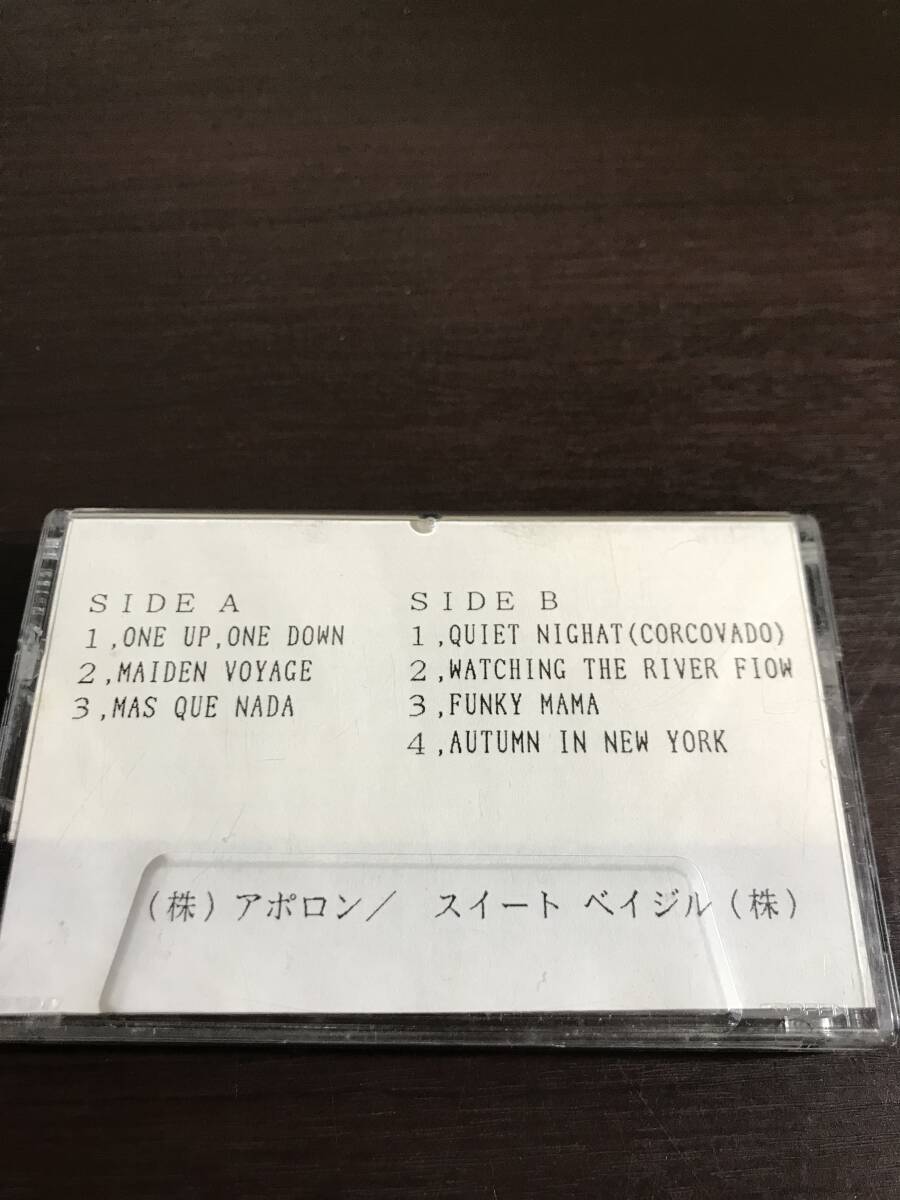 SIDE A
1,ONE UP,ONE DOWN
2,MAIDEN VOYAGE
3,MAS QUE NADA
SIDE B
1,QUIET NIGHAT(CORCOVADO)
2,WATCHING THE RIVER FIOW
3,FUNKY MAMA
4,AUTUMN IN NEW YORK
(株)アポロン/ スイート ベイジル(株)